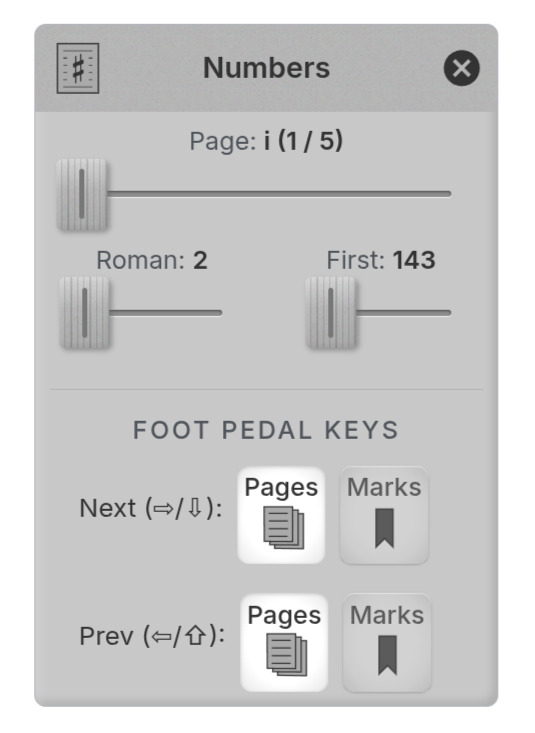 Numbers
Page: i (1 / 5)
Roman: 2
First: 143
FOOT PEDAL KEYS
Next (⇨/⇩):
Pages
Marks
Prev (⇦/⇧):
Pages
Marks